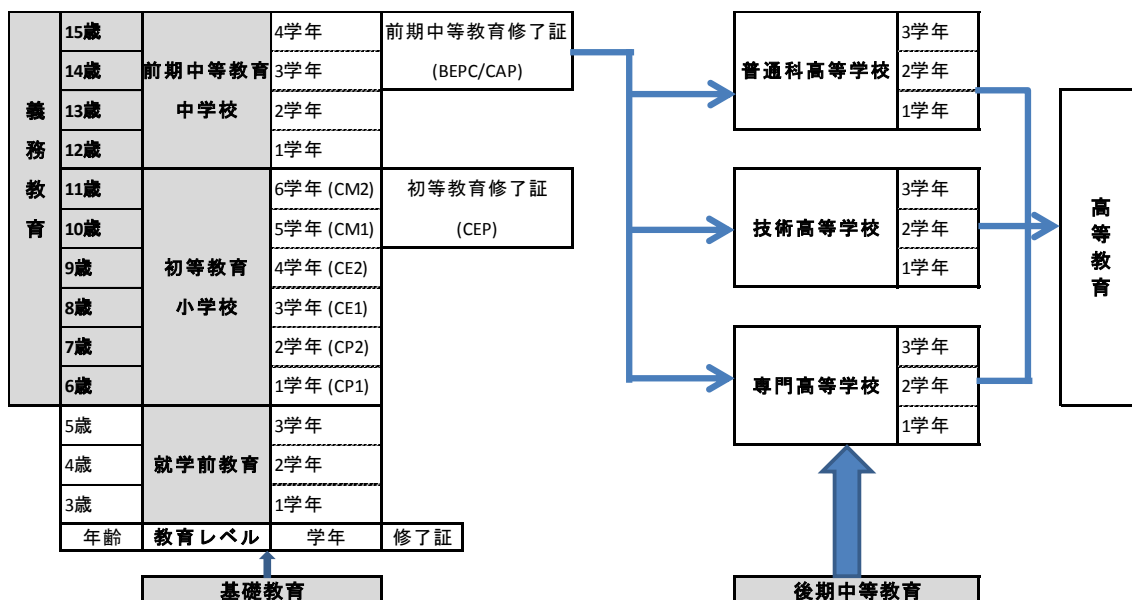 義務教育
15歳 4学年 前期中等教育修了証
14歳 前期中等教育 3学年 (BEPC/CAP)
13歳 中学校 2学年
12歳 1学年
11歳 6学年 (CM2) 初等教育修了証
10歳 5学年 (CM1) (CEP)
9歳 初等教育 4学年 (CE2)
8歳 小学校 3学年 (CE1)
7歳 2学年 (CP2)
6歳 1学年 (CP1)
5歳 3学年
4歳 就学前教育 2学年
3歳 1学年
年齢 教育レベル 学年 修了証
基礎教育
3学年
普通科高等学校 2学年
1学年
3学年
技術高等学校 2学年
1学年
3学年
専門高等学校 2学年
1学年
後期中等教育
高等教育